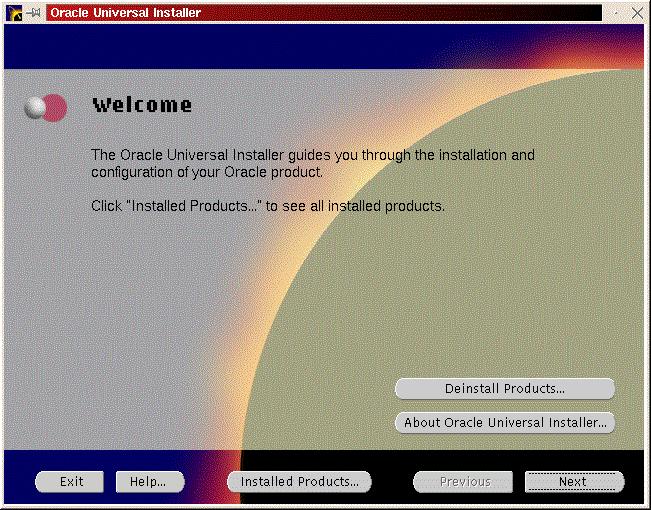 Oracle Universal Installer
Welcome
The Oracle Universal Installer guides you through the installation and
configuration of your Oracle product.
Click "Installed Products..." to see all installed products.
Deinstall Products...
About Oracle Universal Installer...
Exit
Help...
Installed Products...
Previous
Next